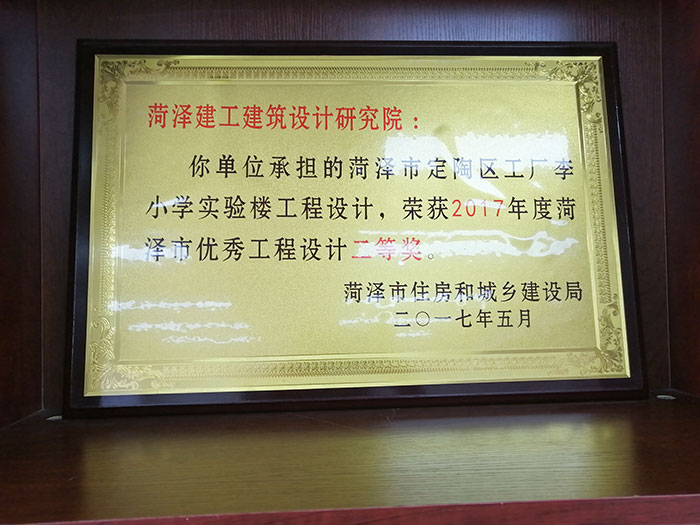 菏泽建工建筑设计研究院：
你单位承担的菏泽市定陶区工厂李
小学实验楼工程设计，荣获2017年度菏
泽市优秀工程设计二等奖。
菏泽市住房和城乡建设局
二〇一七年五月